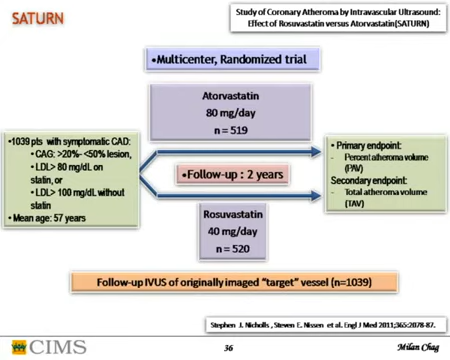 SATURN
Study of Coronary Atheroma by Intravascular Ultrasound:
Effect of Rosuvastatin versus Atorvastatin(SATURN)
•Multicenter, Randomized trial
Atorvastatin
80 mg/day
n = 519
•1039 pts with symptomatic CAD:
• CAG: >20%- <50% lesion,
• LDL> 80 mg/dL on
statin, or
• LDL> 100 mg/dL without
statin
• Mean age: 57 years
•Follow-up : 2 years
• Primary endpoint:
- Percent atheroma volume
(PAV)
Secondary endpoint:
- Total atheroma volume
(TAV)
Rosuvastatin
40 mg/day
n = 520
Follow-up IVUS of originally imaged “target” vessel (n=1039)
Stephen J. Nicholls , Steven E. Nissen et al. Engl J Med 2011;365:2078-87.
CIMS
36
Milan Chag